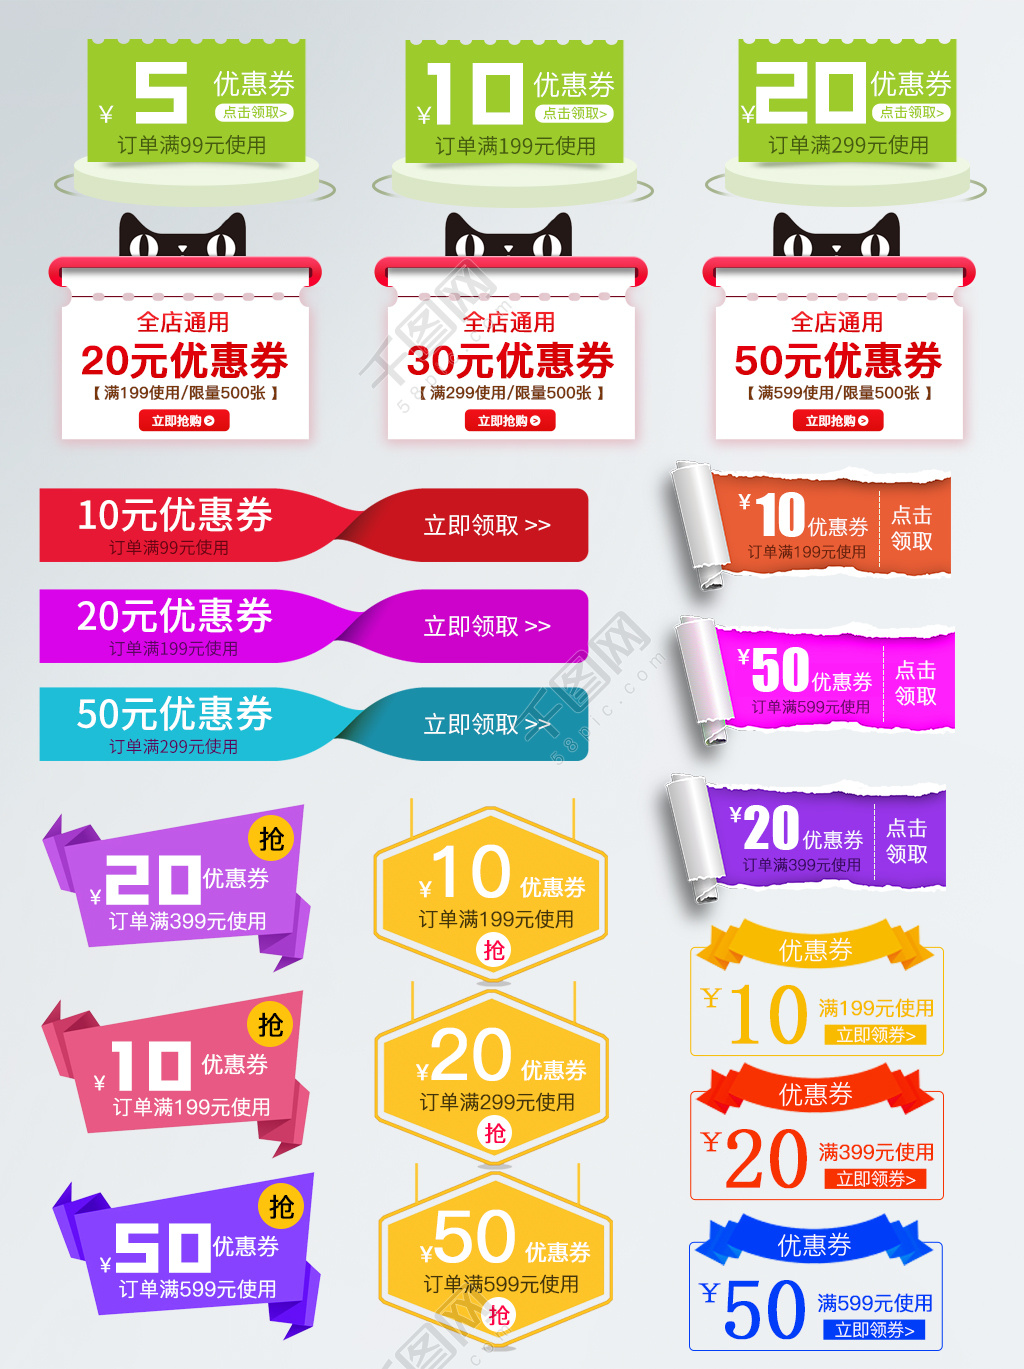 ¥5 优惠券
点击领取>
订单满99元使用
¥10 优惠券
点击领取>
订单满199元使用
¥20 优惠券
点击领取>
订单满299元使用
全店通用
20元优惠券
【 满199使用/限量500张 】
立即抢购>
全店通用
30元优惠券
【 满299使用/限量500张 】
立即抢购>
全店通用
50元优惠券
【 满599使用/限量500张 】
立即抢购>
10元优惠券
订单满99元使用
立即领取 >>
20元优惠券
订单满199元使用
立即领取 >>
50元优惠券
订单满299元使用
立即领取 >>
¥10优惠券
订单满199元使用
点击
领取
¥50优惠券
订单满599元使用
点击
领取
¥20优惠券
订单满399元使用
点击
领取
抢
¥20优惠券
订单满399元使用
抢
¥10 优惠券
订单满199元使用
抢
¥50优惠券
订单满599元使用
¥10 优惠券
订单满199元使用
抢
¥20 优惠券
订单满299元使用
抢
¥50 优惠券
订单满599元使用
抢
优惠券
¥10
满199元使用
立即领券>
优惠券
¥20
满399元使用
立即领券>
优惠券
¥50
满599元使用
立即领券>
千图网
58pic.com
千图网
58pic.com
千图网